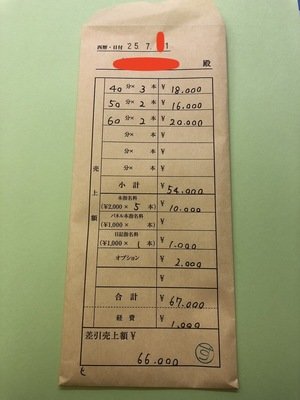 西暦・日付 25 7 1
殿
40 分× 3 本 ¥ 18,000
50 分× 2 本 ¥ 16,000
60 分× 2 本 ¥ 20,000
分× 本 ¥
分× 本 ¥
分× 本 ¥
売上額
小計 ¥ 54,000
本指名料 (¥2,000× 5 本) ¥ 10,000
パネル本指名料 (¥1,000× 本) ¥
日記指名料 (¥1,000× 1 本) ¥ 1,000
オプション ¥ 2,000
¥
合計 ¥ 67,000
経費 ¥ 1,000
差引売上額 ¥
66,000